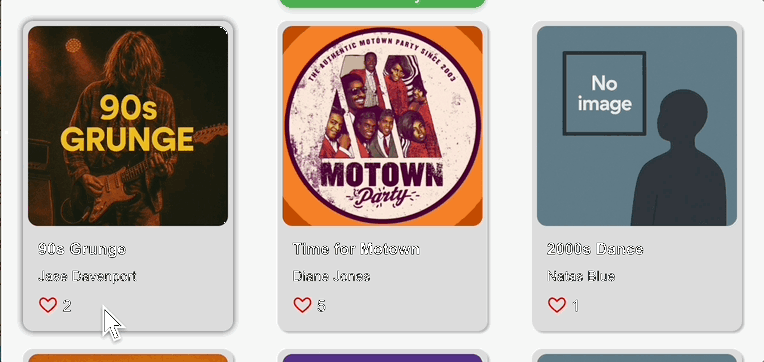 90s
GRUNGE
90s Grunge
Jase Davenport
2
THE AUTHENTIC MOTOWN PARTY SINCE 2003
MOTOWN
Party
Time for Motown
Diane Jones
5
No
image
2000s Dance
Natas Blue
1